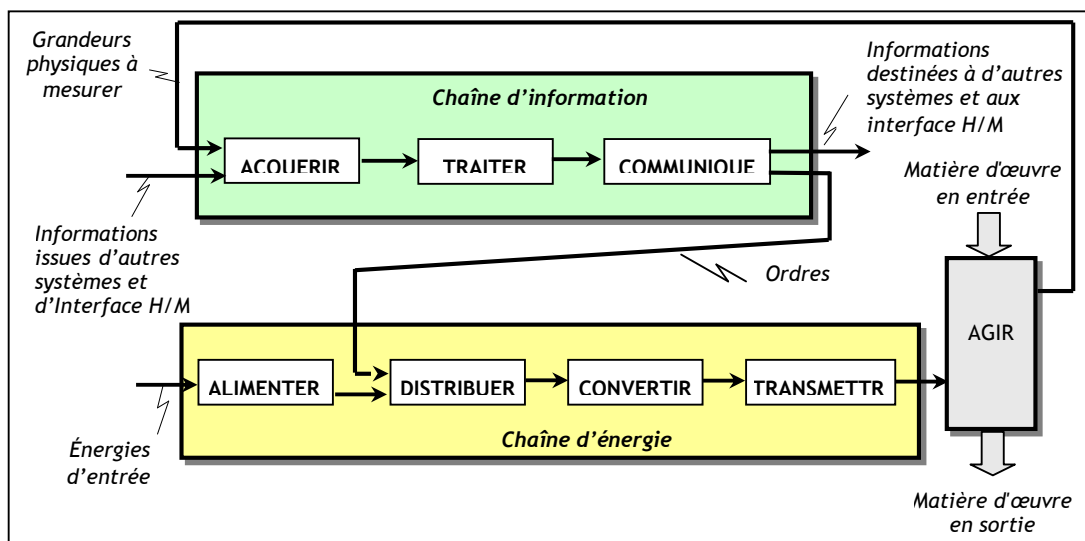 Grandeurs
physiques à
mesurer
Chaîne d'information
Informations
destinées à d'autres
systèmes et aux
interface H/M
ACQUERIR
TRAITER
COMMUNIQUE
Matière d'œuvre
en entrée
Informations
issues d'autres
systèmes et
d'Interface H/M
Ordres
AGIR
ALIMENTER
DISTRIBUER
CONVERTIR
TRANSMETTR
Chaîne d'énergie
Énergies
d'entrée
Matière d'œuvre
en sortie